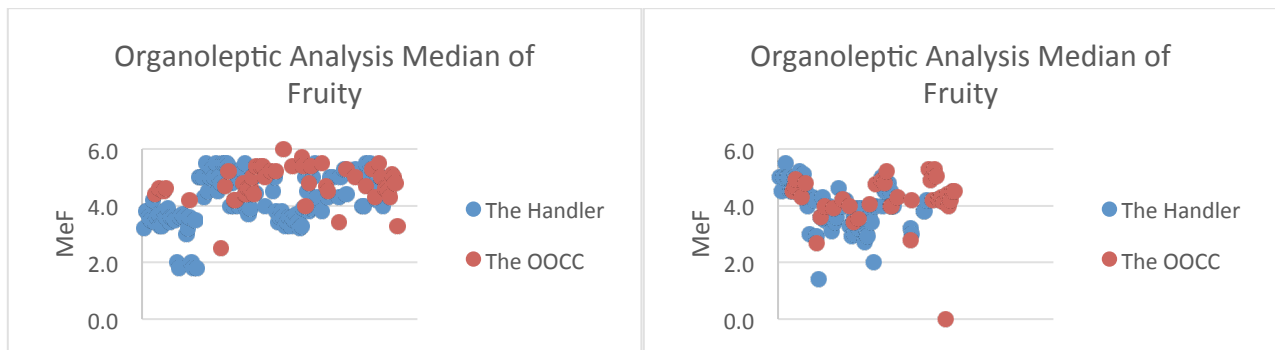 Organoleptic Analysis Median of
Fruity
6.0
4.0
2.0
0.0
MeF
The Handler
The OOCC
Organoleptic Analysis Median of
Fruity
6.0
4.0
2.0
0.0
MeF
The Handler
The OOCC